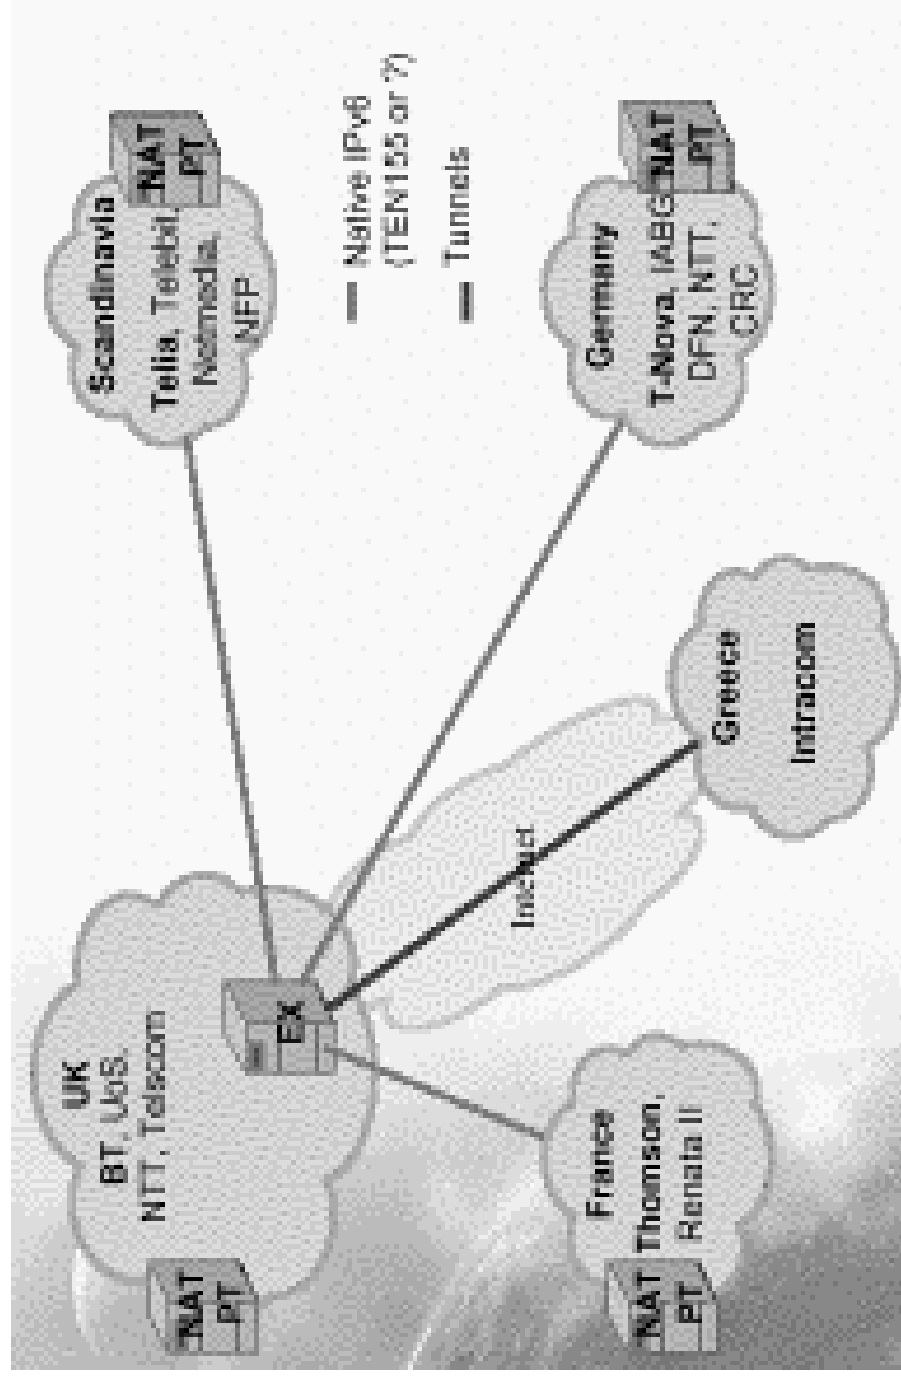 UK
BT, UoS,
NTT, Telscom
NAT
PT
EX
Scandinavia
Telia, Telebit,
Netmedia,
NFP
NAT
PT
Native IPv6
(TEN155 or ?)
Tunnels
Internet
Germany
T-Nova, IABG
DFN, NTT,
CRC
NAT
PT
Greece
Intracom
France
Thomson,
Renata II
NAT
PT